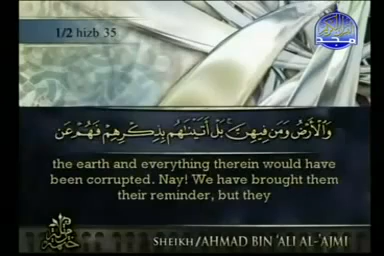 1/2 hizb 35
وَالْأَرْضُ وَمَن فِيهِنَّ ۚ بَلْ أَتَيْنَاهُم بِذِكْرِهِمْ فَهُمْ عَن
the earth and everything therein would have
been corrupted. Nay! We have brought them
their reminder, but they
SHEIKH/AHMAD BIN 'ALI AL-'AJMI